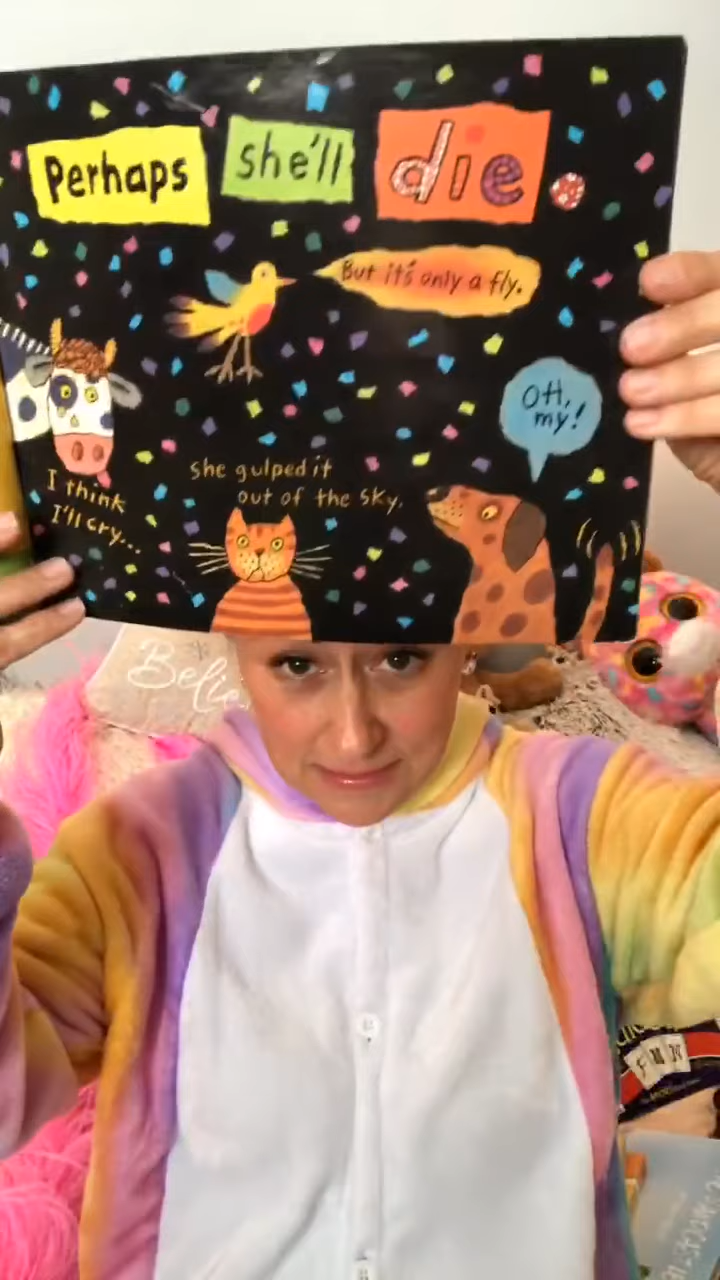 Perhaps she'll die.
But it's only a fly.
OH,
my!
She gulped it
out of the sky.
I think
I'll cry...
Belie